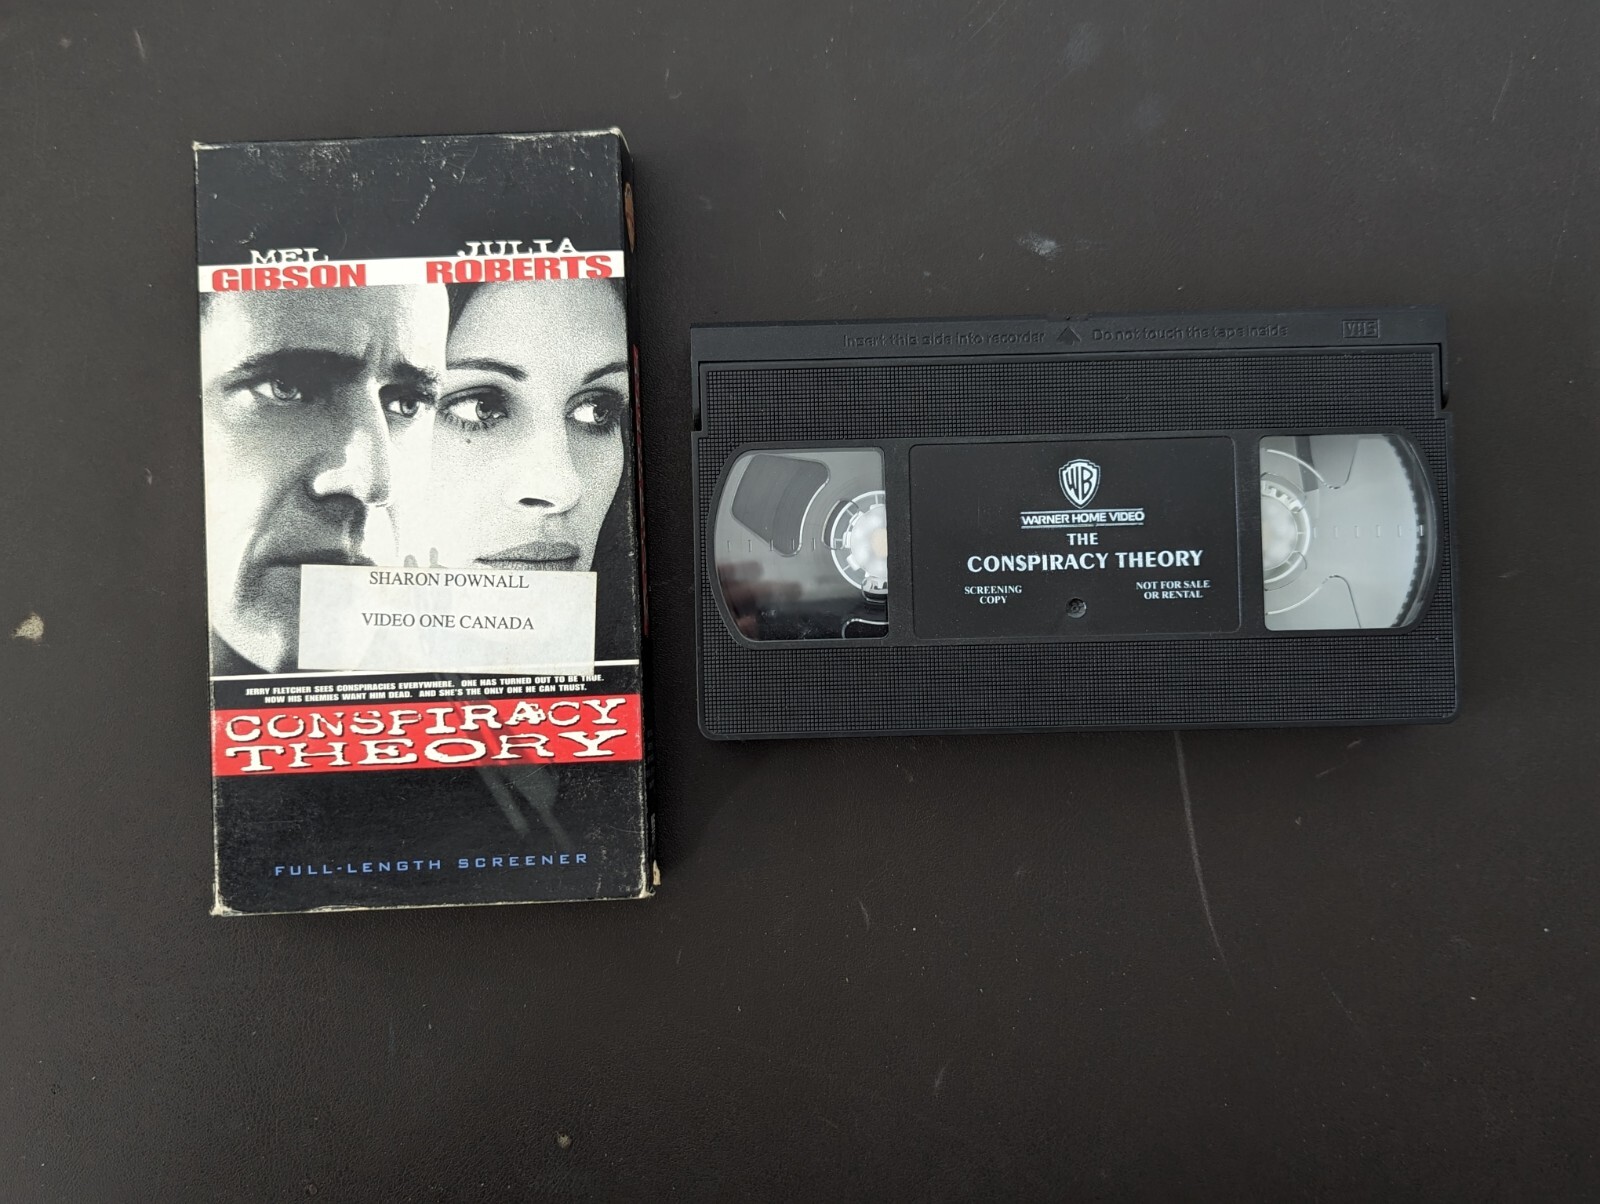 MEL JULIA
GIBSON ROBERTS
SHARON POWNALL
VIDEO ONE CANADA
JERRY FLETCHER SEES CONSPIRACIES EVERYWHERE. ONE HAS TURNED OUT TO BE TRUE.
NOW HIS ENEMIES WANT HIM DEAD. AND SHE'S THE ONLY ONE HE CAN TRUST.
CONSPIRACY
THEORY
FULL-LENGTH SCREENER
Insert this side into recorder Do not touch the tape inside VHS
WB
WARNER HOME VIDEO
THE
CONSPIRACY THEORY
SCREENING
COPY
NOT FOR SALE
OR RENTAL